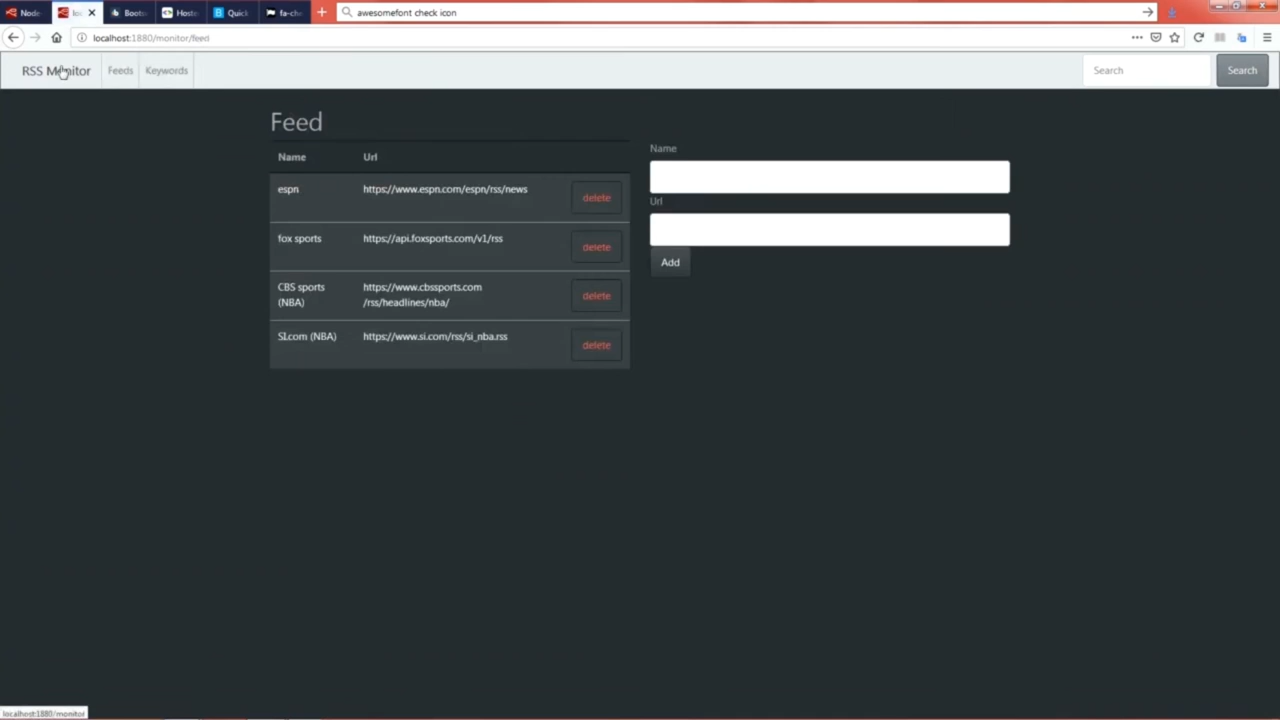 Node
loc
Boots
Hoste
Quick
fa-che
awesomefont check icon
localhost:1880/monitor/feed
RSS Monitor
Feeds
Keywords
Search
Search
Feed
Name Url
espn https://www.espn.com/espn/rss/news delete
fox sports https://api.foxsports.com/v1/rss delete
CBS sports https://www.cbssports.com delete
(NBA) /rss/headlines/nba/
SI.com (NBA) https://www.si.com/rss/si_nba.rss delete
Name
Url
Add
localhost:1880/monitor